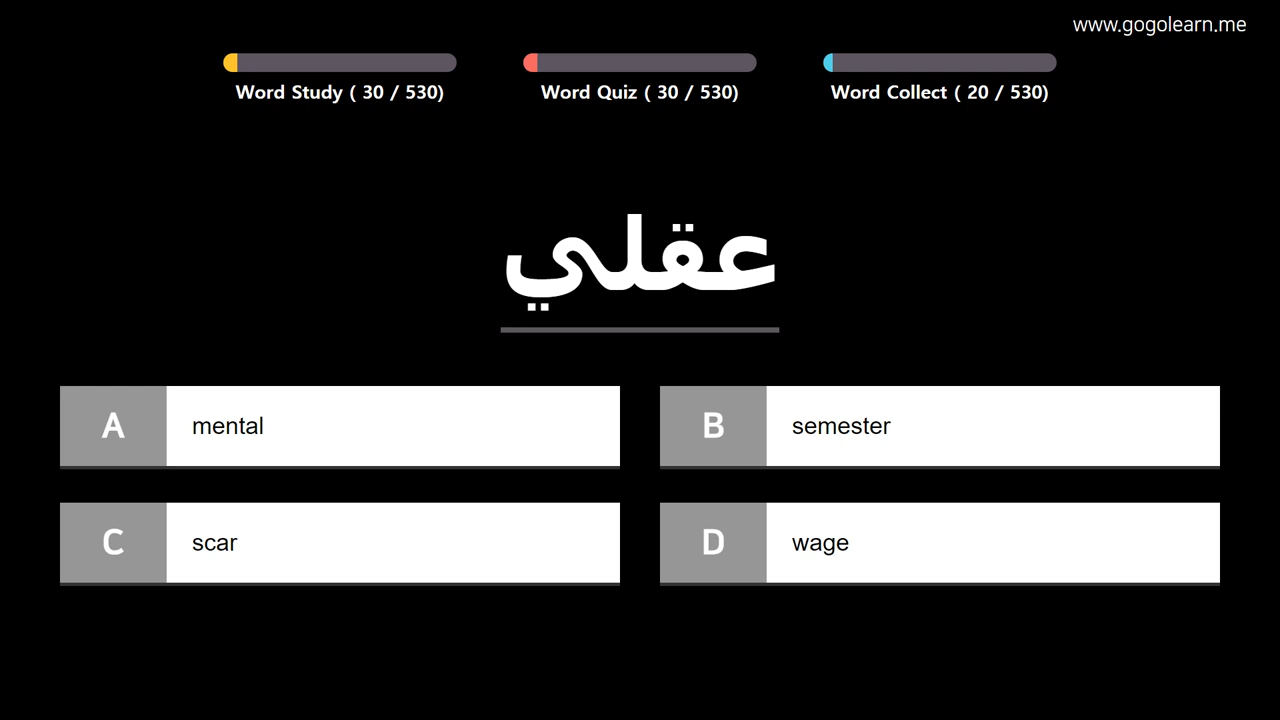 www.gogolearn.me
Word Study ( 30 / 530)
Word Quiz ( 30 / 530)
Word Collect ( 20 / 530)
عقلي
A mental
B semester
C scar
D wage